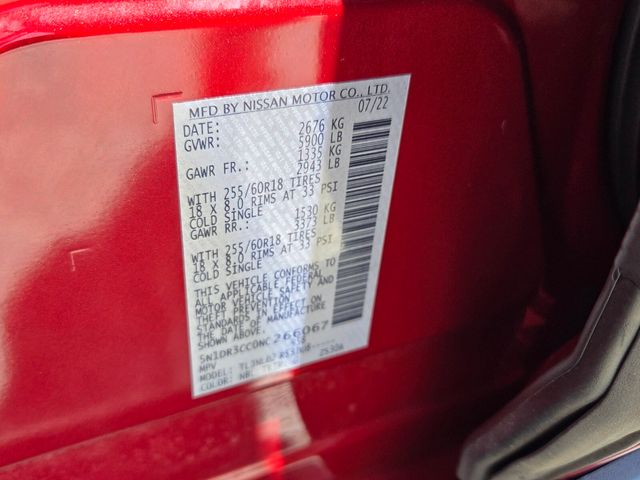 MFD BY NISSAN MOTOR CO., LTD.
DATE: 07/22
GVWR: 2676 KG
5900 LB
GAWR FR.: 1335 KG
2943 LB
WITH 255/60R18 TIRES
18 X 8.0 RIMS AT 33 PSI
COLD SINGLE
GAWR RR.: 1530 KG
3373 LB
WITH 255/60R18 TIRES
18 X 8.0 RIMS AT 33 PSI
COLD SINGLE
THIS VEHICLE CONFORMS TO
ALL APPLICABLE FEDERAL
MOTOR VEHICLE SAFETY AND
THEFT PREVENTION STANDARDS
IN EFFECT ON THE DATE OF MANUFACTURE
SHOWN ABOVE.
5N1DR3CC0NC266067
MPV
MODEL:
COLOR: NBL